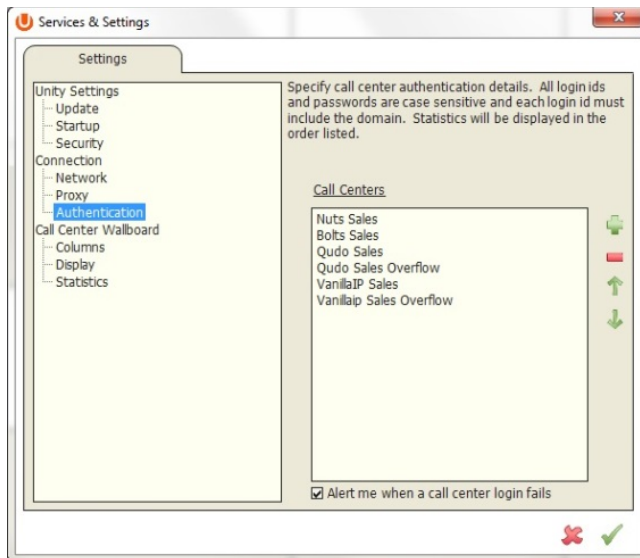 Services & Settings
Settings
Unity Settings
Update
Startup
Security
Connection
Network
Proxy
Authentication
Call Center Wallboard
Columns
Display
Statistics
Specify call center authentication details. All login ids
and passwords are case sensitive and each login id must
include the domain. Statistics will be displayed in the
order listed.
Call Centers
Nuts Sales
Bolts Sales
Qudo Sales
Qudo Sales Overflow
VanillaIP Sales
Vanillaip Sales Overflow
Alert me when a call center login fails